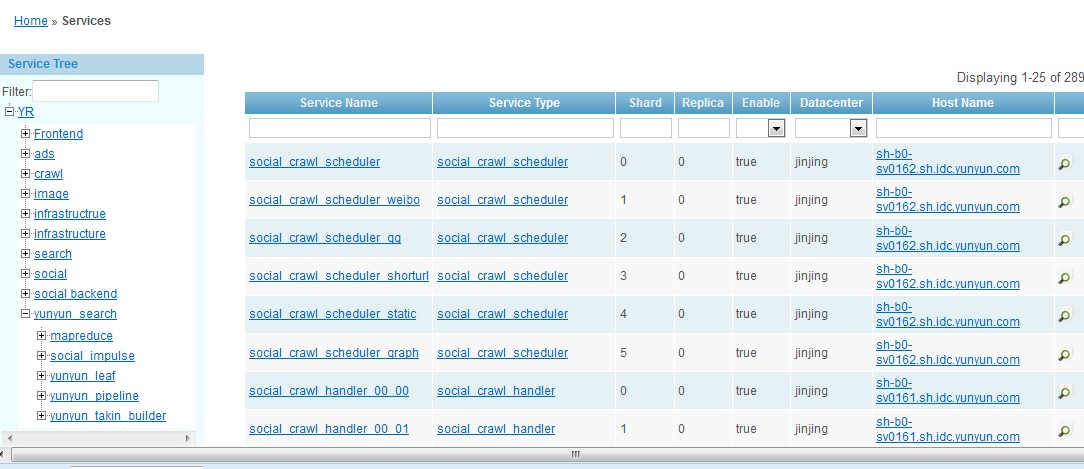 Home » Services
Service Tree
Filter:
YR
Frontend
ads
crawl
image
infrastructrue
infrastructure
search
social
social backend
yunyun_search
mapreduce
social_impulse
yunyun_leaf
yunyun_pipeline
yunyun_takin_builder
Displaying 1-25 of 289
Service Name Service Type Shard Replica Enable Datacenter Host Name
social_crawl_scheduler social_crawl_scheduler 0 0 true jinjing sh-b0-
sv0162.sh.idc.yunyun.com
social_crawl_scheduler_weibo social_crawl_scheduler 1 0 true jinjing sh-b0-
sv0162.sh.idc.yunyun.com
social_crawl_scheduler_qq social_crawl_scheduler 2 0 true jinjing sh-b0-
sv0162.sh.idc.yunyun.com
social_crawl_scheduler_shorturl social_crawl_scheduler 3 0 true jinjing sh-b0-
sv0162.sh.idc.yunyun.com
social_crawl_scheduler_static social_crawl_scheduler 4 0 true jinjing sh-b0-
sv0162.sh.idc.yunyun.com
social_crawl_scheduler_graph social_crawl_scheduler 5 0 true jinjing sh-b0-
sv0162.sh.idc.yunyun.com
social_crawl_handler_00_00 social_crawl_handler 0 0 true jinjing sh-b0-
sv0161.sh.idc.yunyun.com
social_crawl_handler_00_01 social_crawl_handler 1 0 true jinjing sh-b0-
sv0161.sh.idc.yunyun.com